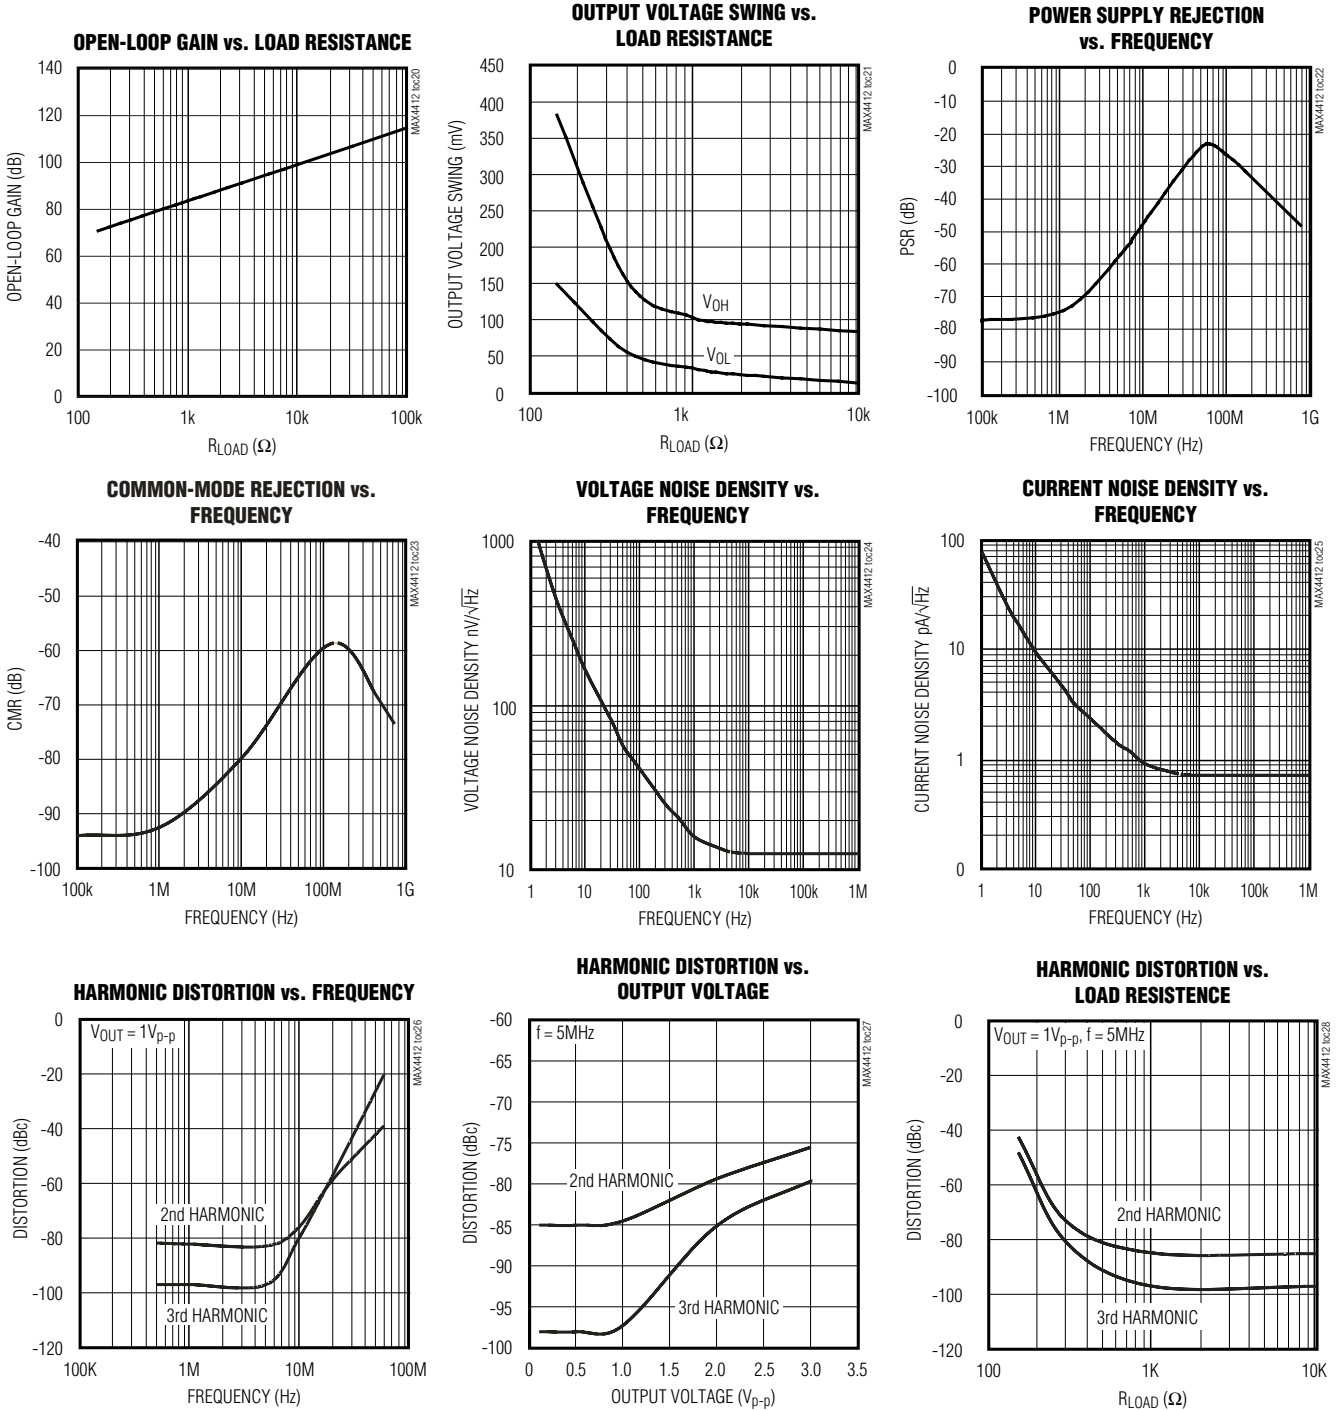 OPEN-LOOP GAIN vs. LOAD RESISTANCE
140
120
100
80
60
40
20
0
OPEN-LOOP GAIN (dB)
100
1k
10k
100k
RLOAD (Ω)
MAX4412 toc20
OUTPUT VOLTAGE SWING vs.
LOAD RESISTANCE
450
400
350
300
250
200
150
100
50
0
OUTPUT VOLTAGE SWING (mV)
VOH
VOL
100
1k
10k
RLOAD (Ω)
MAX4412 toc21
POWER SUPPLY REJECTION
vs. FREQUENCY
0
-10
-20
-30
-40
-50
-60
-70
-80
-90
-100
PSR (dB)
100k
1M
10M
100M
1G
FREQUENCY (Hz)
MAX4412 toc22
COMMON-MODE REJECTION vs.
FREQUENCY
-40
-50
-60
-70
-80
-90
-100
CMR (dB)
100k
1M
10M
100M
1G
FREQUENCY (Hz)
MAX4412 toc23
VOLTAGE NOISE DENSITY vs.
FREQUENCY
1000
100
10
VOLTAGE NOISE DENSITY nV/√Hz
1
10
100
1k
10k
100k
1M
FREQUENCY (Hz)
MAX4412 toc24
CURRENT NOISE DENSITY vs.
FREQUENCY
100
10
1
0
CURRENT NOISE DENSITY pA/√Hz
1
10
100
1k
10k
100k
1M
FREQUENCY (Hz)
MAX4412 toc25
HARMONIC DISTORTION vs. FREQUENCY
0
-20
-40
-60
-80
-100
-120
DISTORTION (dBc)
VOUT = 1Vp-p
2nd HARMONIC
3rd HARMONIC
100K
1M
10M
100M
FREQUENCY (Hz)
MAX4412 toc26
HARMONIC DISTORTION vs.
OUTPUT VOLTAGE
-60
-65
-70
-75
-80
-85
-90
-95
-100
DISTORTION (dBc)
f = 5MHz
2nd HARMONIC
3rd HARMONIC
0
0.5
1.0
1.5
2.0
2.5
3.0
3.5
OUTPUT VOLTAGE (Vp-p)
MAX4412 toc27
HARMONIC DISTORTION vs.
LOAD RESISTENCE
0
-20
-40
-60
-80
-100
-120
DISTORTION (dBc)
VOUT = 1Vp-p, f = 5MHz
2nd HARMONIC
3rd HARMONIC
100
1K
10K
RLOAD (Ω)
MAX4412 toc28